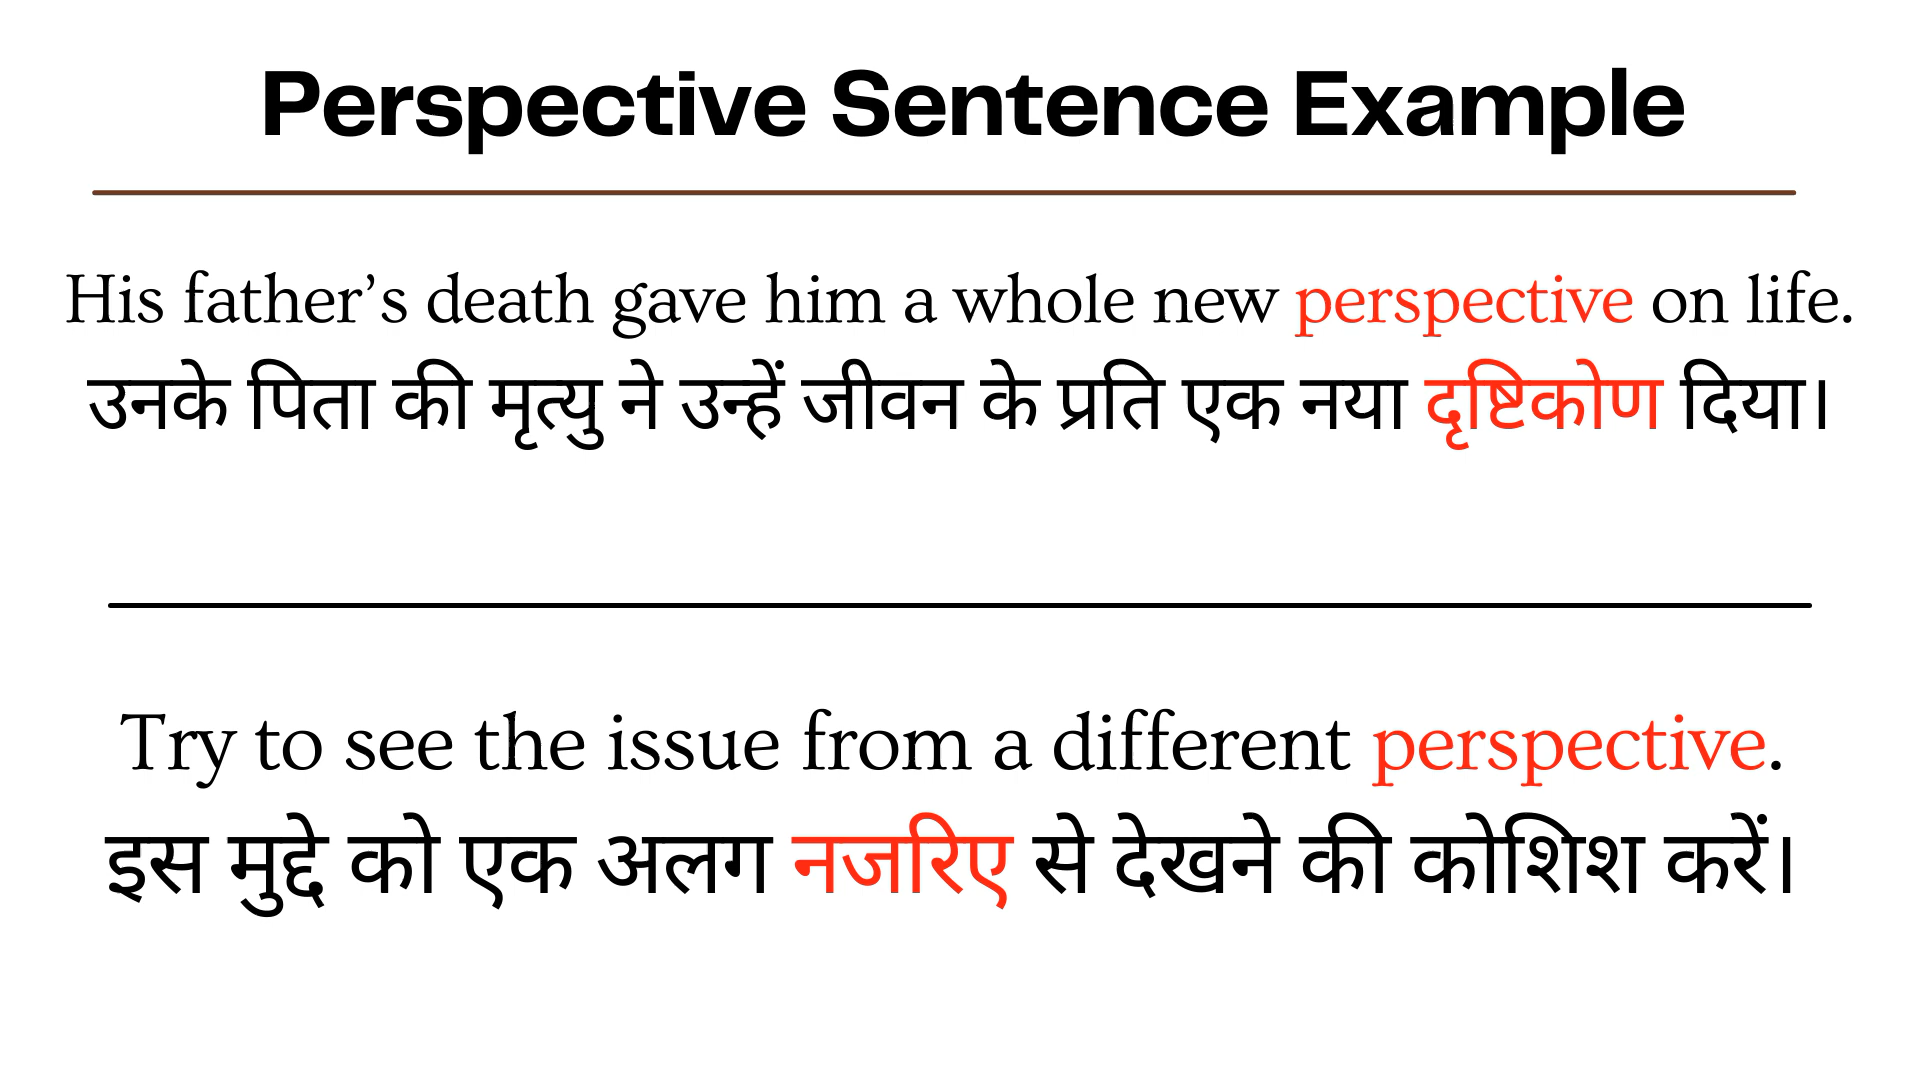 Perspective Sentence Example
His father’s death gave him a whole new perspective on life.
उनके पिता की मृत्यु ने उन्हें जीवन के प्रति एक नया दृष्टिकोण दिया।
Try to see the issue from a different perspective.
इस मुद्दे को एक अलग नजरिए से देखने की कोशिश करें।